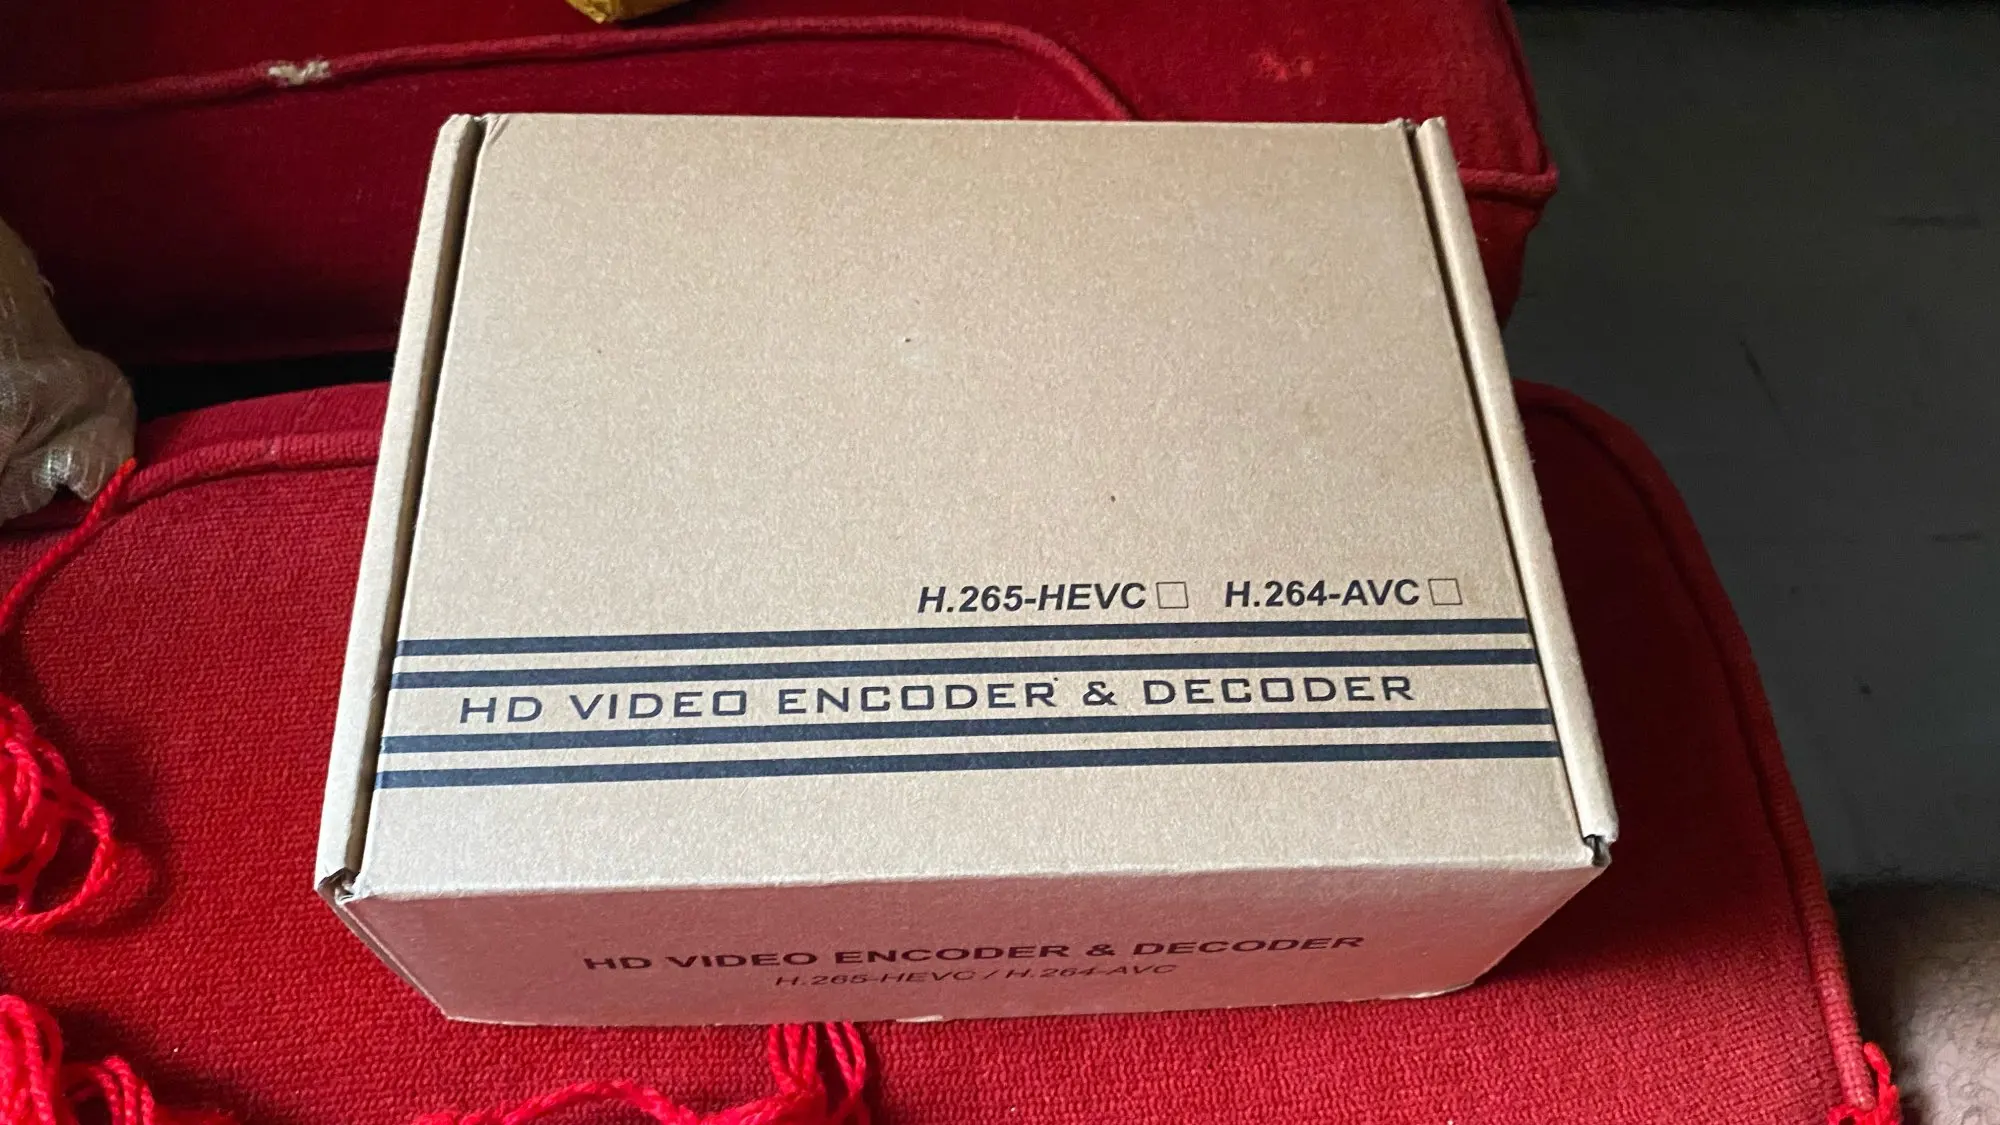 H.265-HEVC☐ H.264-AVC☐
HD VIDEO ENCODER & DECODER
HD VIDEO ENCODER & DECODER
H.265-HEVC / H.264-AVC